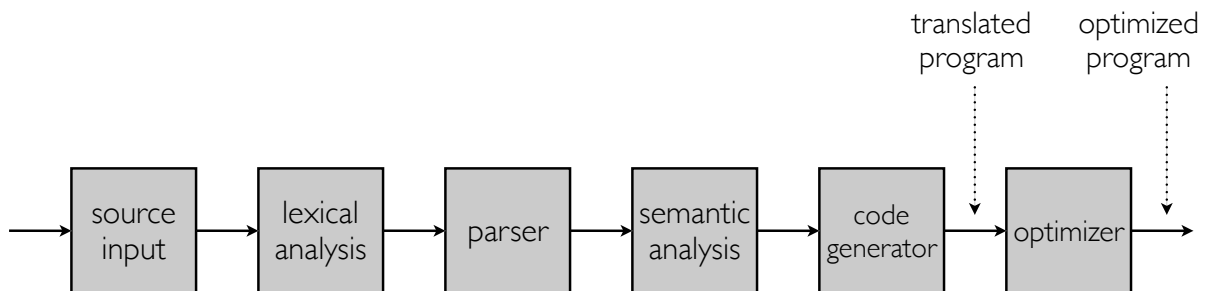 translated
program
optimized
program
source
input
lexical
analysis
parser
semantic
analysis
code
generator
optimizer